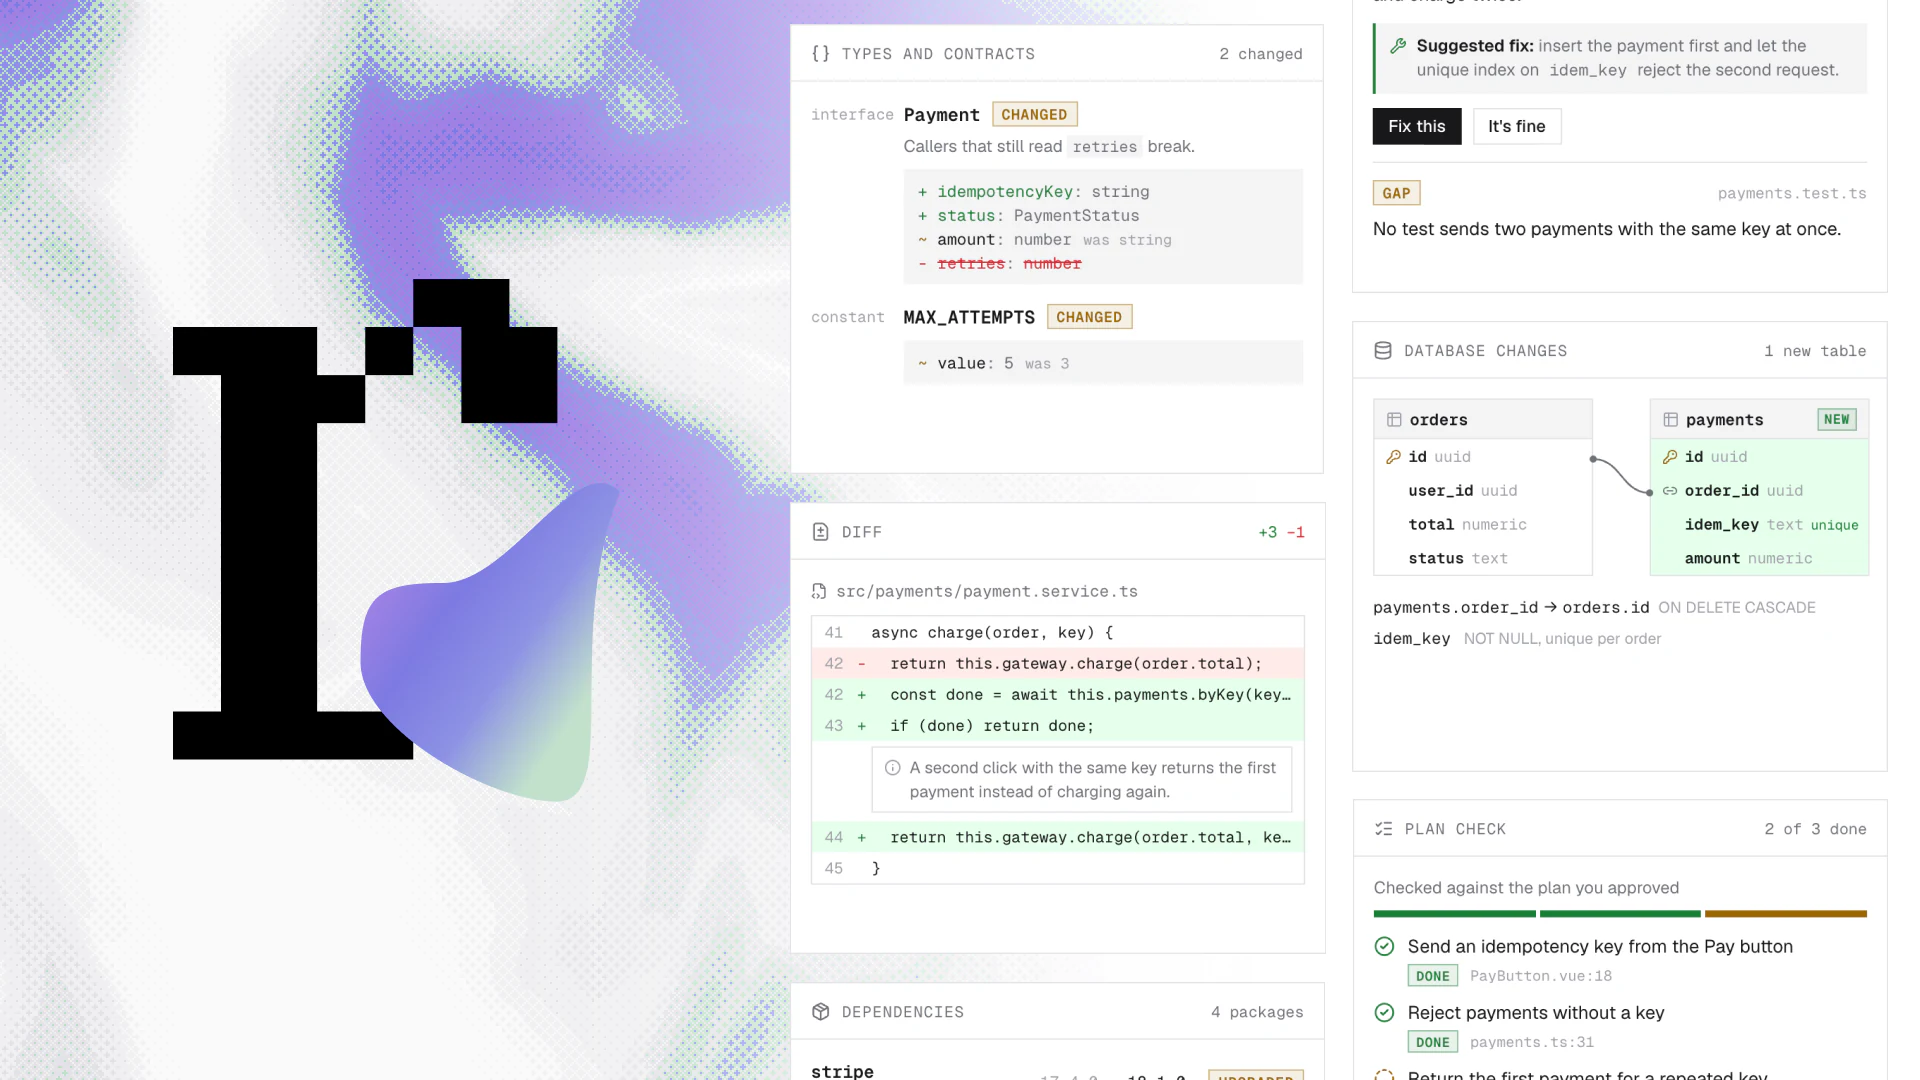 {} TYPES AND CONTRACTS 2 changed
interface Payment CHANGED
Callers that still read retries break.
+ idempotencyKey: string
+ status: PaymentStatus
~ amount: number was string
- retries: number
constant MAX_ATTEMPTS CHANGED
~ value: 5 was 3
DIFF +3 -1
src/payments/payment.service.ts
41 async charge(order, key) {
42 - return this.gateway.charge(order.total);
42 + const done = await this.payments.byKey(key…
43 + if (done) return done;
A second click with the same key returns the first
payment instead of charging again.
44 + return this.gateway.charge(order.total, ke…
45 }
DEPENDENCIES 4 packages
stripe 18.1.0 UPGRADED
and charge twice.
Suggested fix: insert the payment first and let the
unique index on idem_key reject the second request.
Fix this It's fine
GAP payments.test.ts
No test sends two payments with the same key at once.
DATABASE CHANGES 1 new table
orders
id uuid
user_id uuid
total numeric
status text
payments NEW
id uuid
order_id uuid
idem_key text unique
amount numeric
payments.order_id → orders.id ON DELETE CASCADE
idem_key NOT NULL, unique per order
PLAN CHECK 2 of 3 done
Checked against the plan you approved
Send an idempotency key from the Pay button
DONE PayButton.vue:18
Reject payments without a key
DONE payments.ts:31
Return the first payment for a repeated key